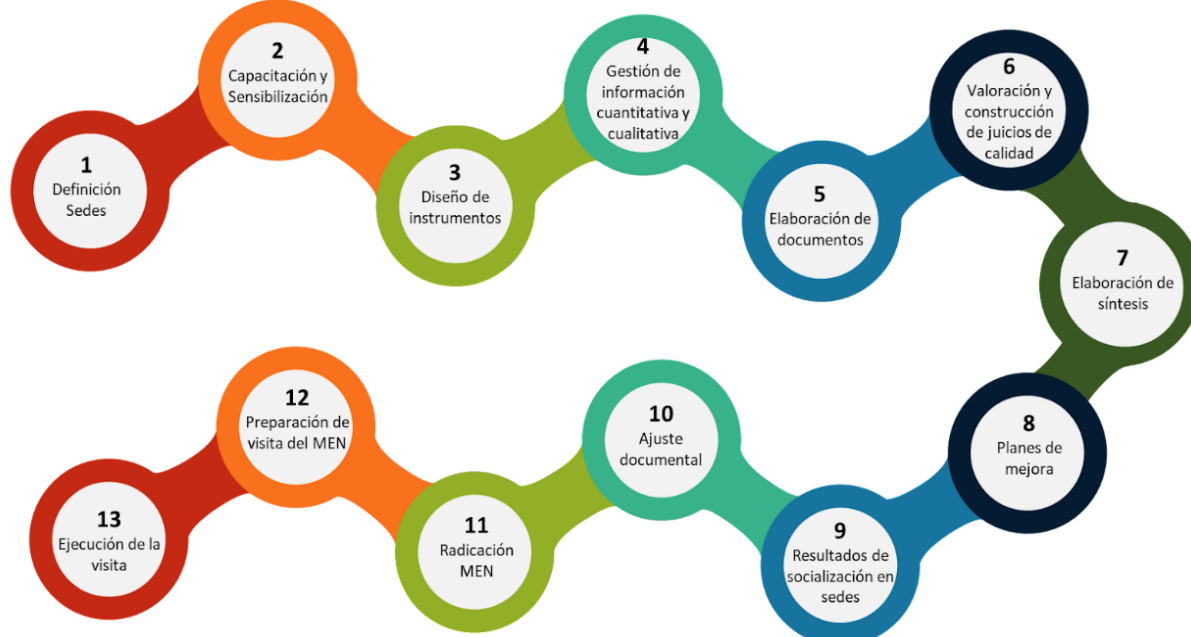 1
Definición
Sedes
2
Capacitación y
Sensibilización
3
Diseño de
instrumentos
4
Gestión de
información
cuantitativa y
cualitativa
5
Elaboración de
documentos
6
Valoración y
construcción
de juicios de
calidad
7
Elaboración de
síntesis
8
Planes de
mejora
9
Resultados de
socialización en
sedes
10
Ajuste
documental
11
Radicación
MEN
12
Preparación de
visita del MEN
13
Ejecución de la
visita